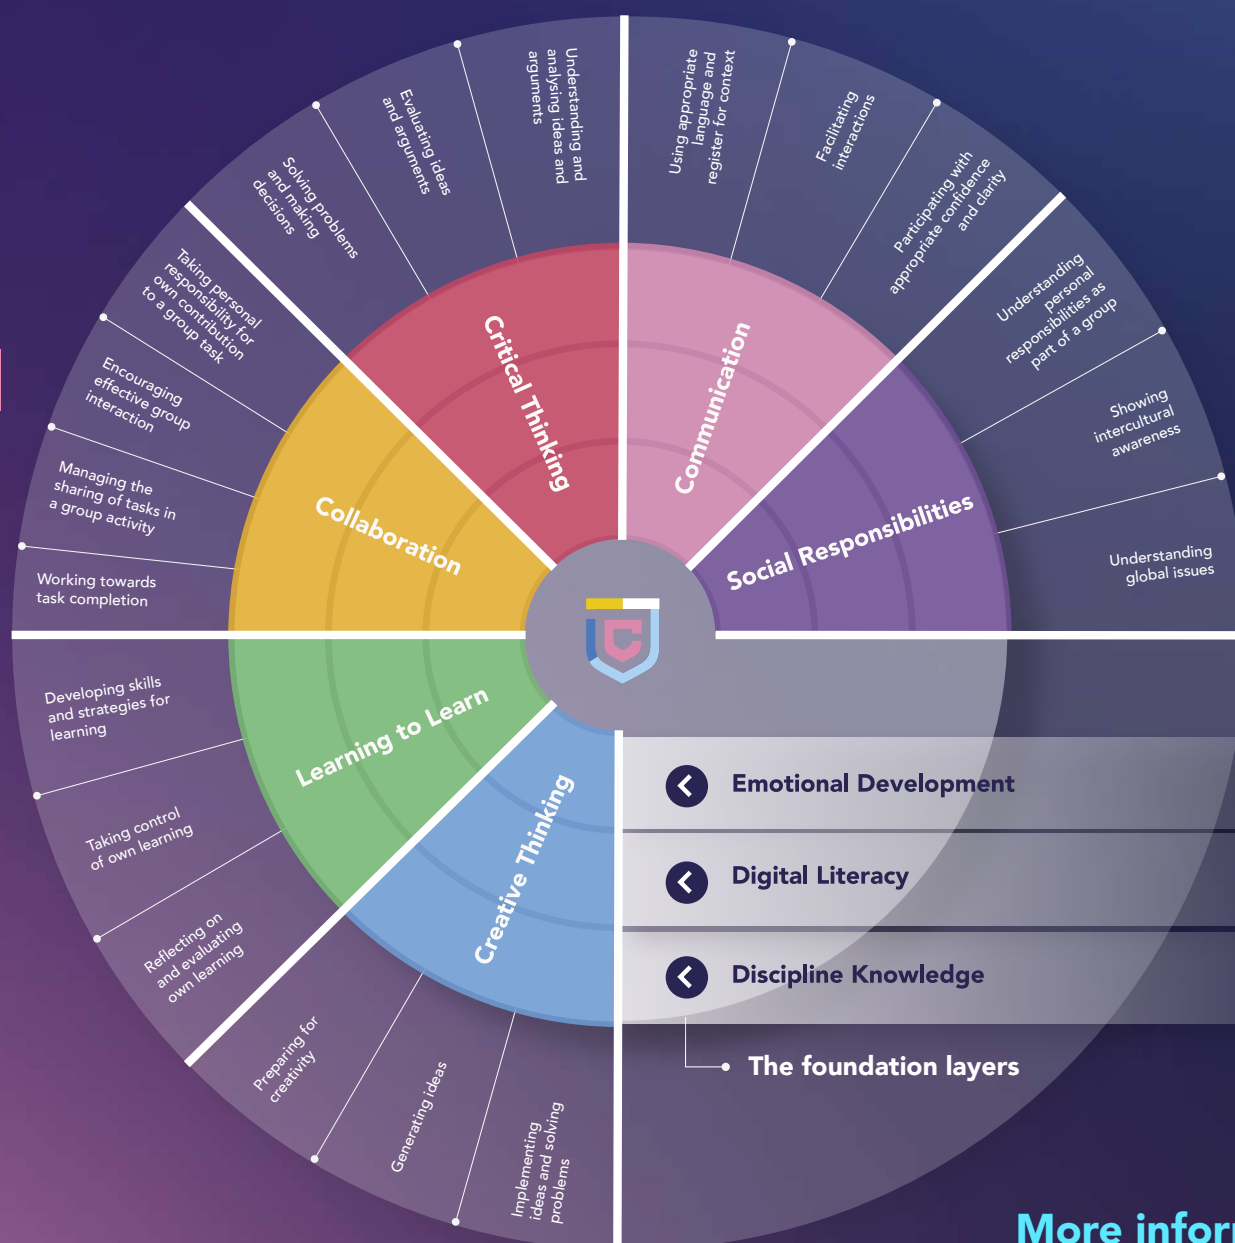 Understanding and
analysing ideas and
arguments
Evaluating ideas
and arguments
Solving problems
and making
decisions
Critical Thinking
Using appropriate
language and
register for context
Facilitating
interactions
Participating with
appropriate confidence
and clarity
Communication
Understanding
personal
responsibilities as
part of a group
Showing
intercultural
awareness
Understanding
global issues
Social Responsibilities
Taking personal
responsibility for
own contribution
to a group task
Encouraging
effective group
interaction
Managing the
sharing of tasks in
a group activity
Working towards
task completion
Collaboration
Developing skills
and strategies for
learning
Taking control
of own learning
Reflecting on
and evaluating
own learning
Learning to Learn
Preparing for
creativity
Generating ideas
Implementing
ideas and solving
problems
Creative Thinking
Emotional Development
Digital Literacy
Discipline Knowledge
The foundation layers
More